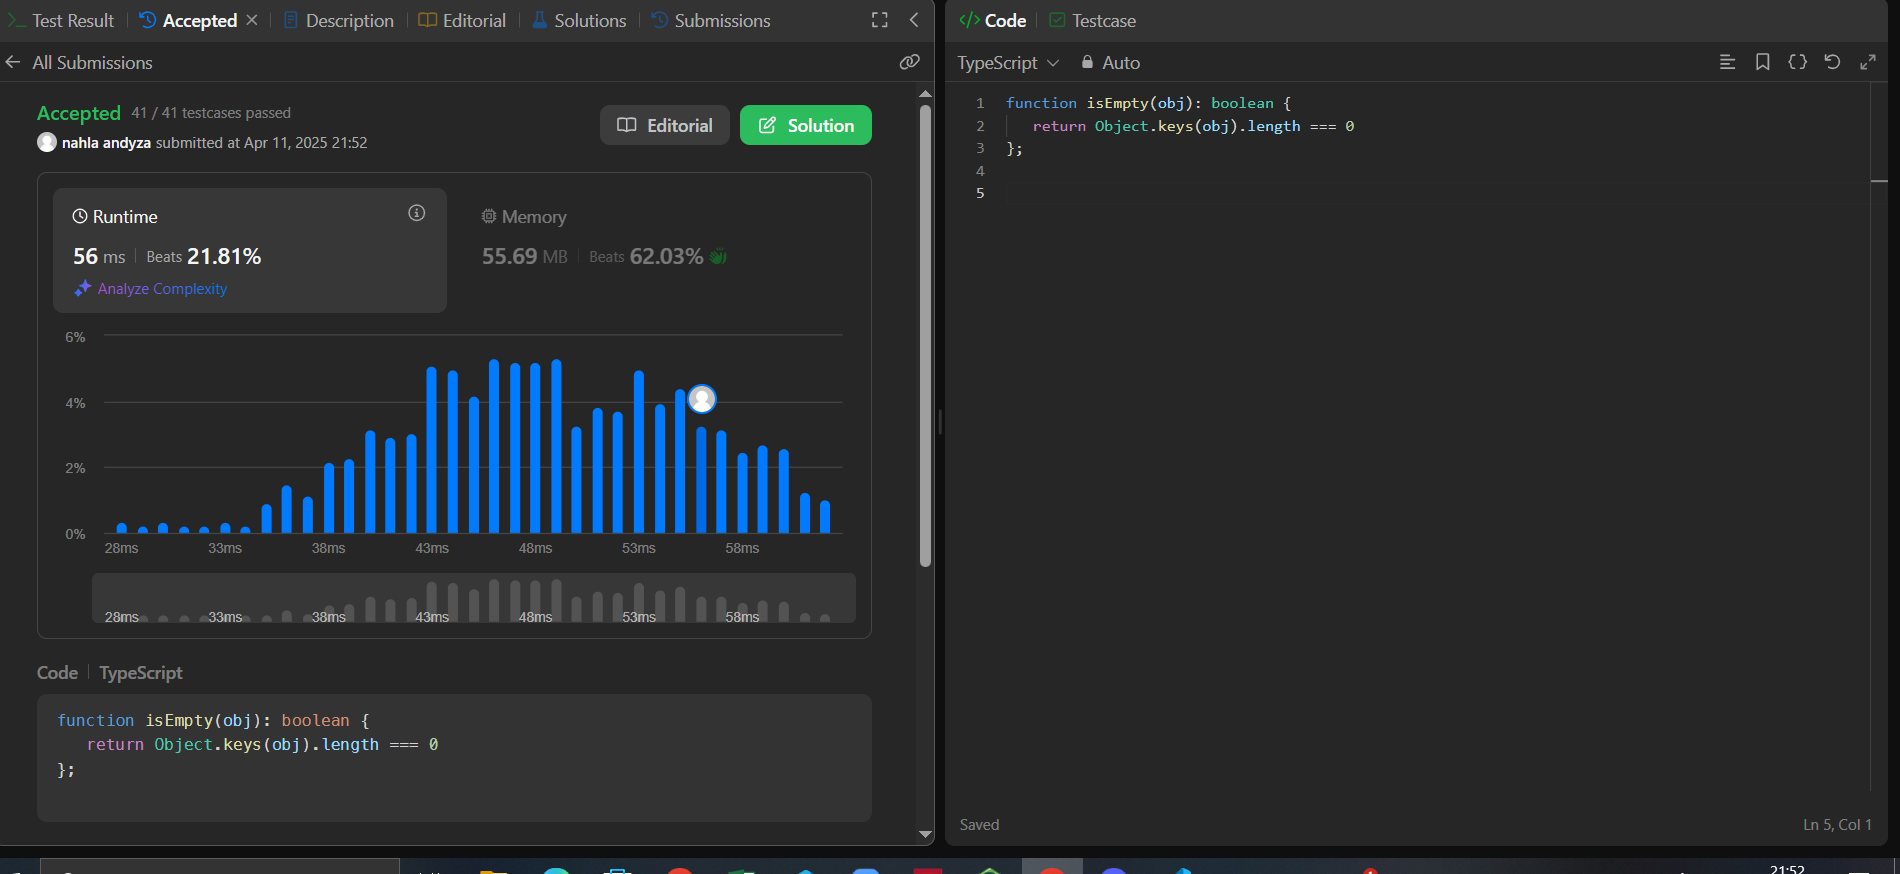 Test Result
Accepted
Description
Editorial
Solutions
Submissions
All Submissions
Accepted 41 / 41 testcases passed
nahla andyza submitted at Apr 11, 2025 21:52
Editorial
Solution
Runtime
56 ms Beats 21.81%
Analyze Complexity
Memory
55.69 MB Beats 62.03%
6%
4%
2%
0%
28ms 33ms 38ms 43ms 48ms 53ms 58ms
28ms 33ms 38ms 43ms 48ms 53ms 58ms
Code TypeScript
function isEmpty(obj): boolean {
return Object.keys(obj).length === 0
};
</> Code
Testcase
TypeScript
Auto
1 function isEmpty(obj): boolean {
2 return Object.keys(obj).length === 0
3 };
4
5
Saved
Ln 5, Col 1
21:52